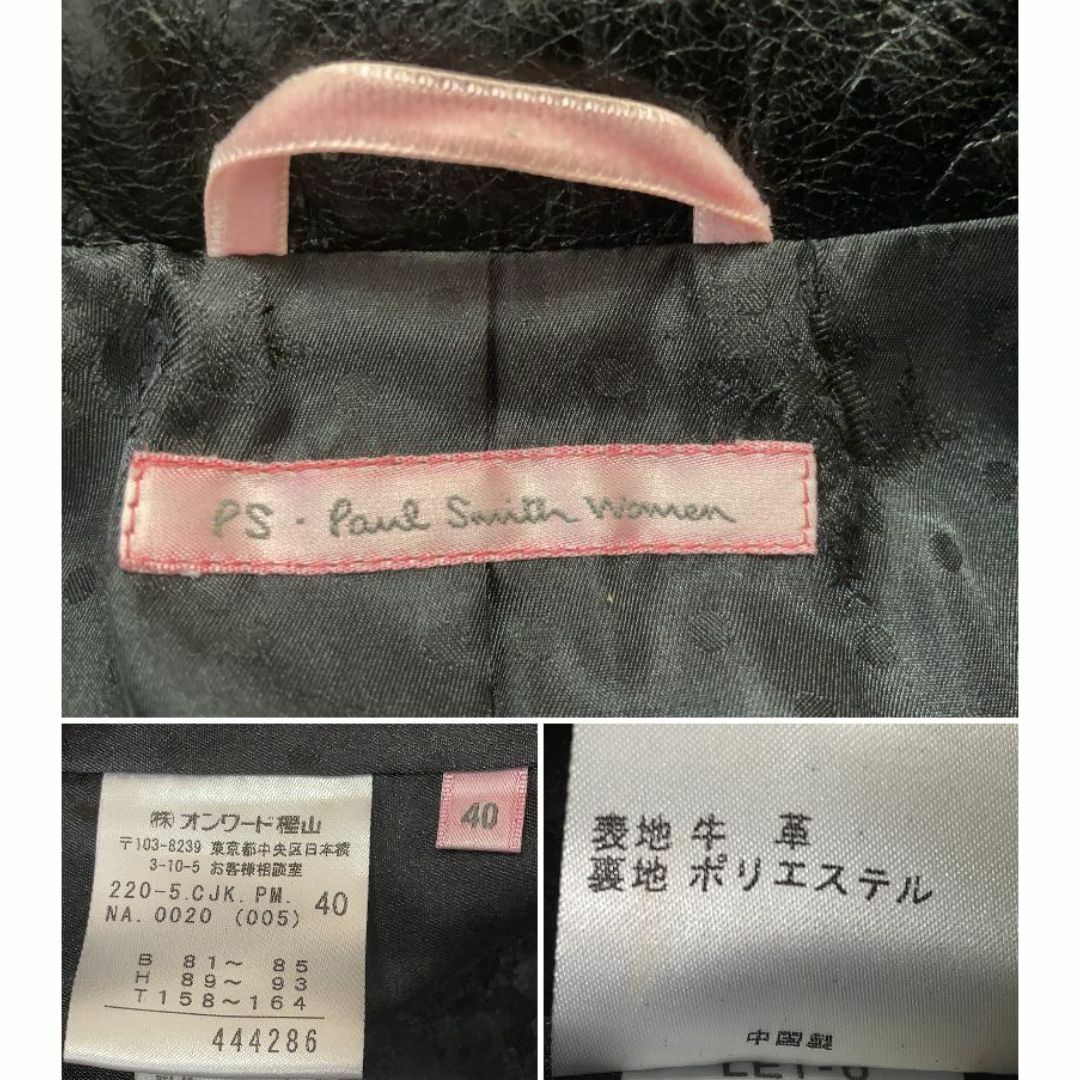 PS · Paul Smith Women
㈱オンワード樫山
〒103-8239 東京都中央区日本橋
3-10-5 お客様相談室
220-5.CJK.PM.
NA.0020 (005) 40
B 81～ 85
H 89～ 93
T158～164
444286
40
表地 牛 革
裏地 ポリエステル
中国製